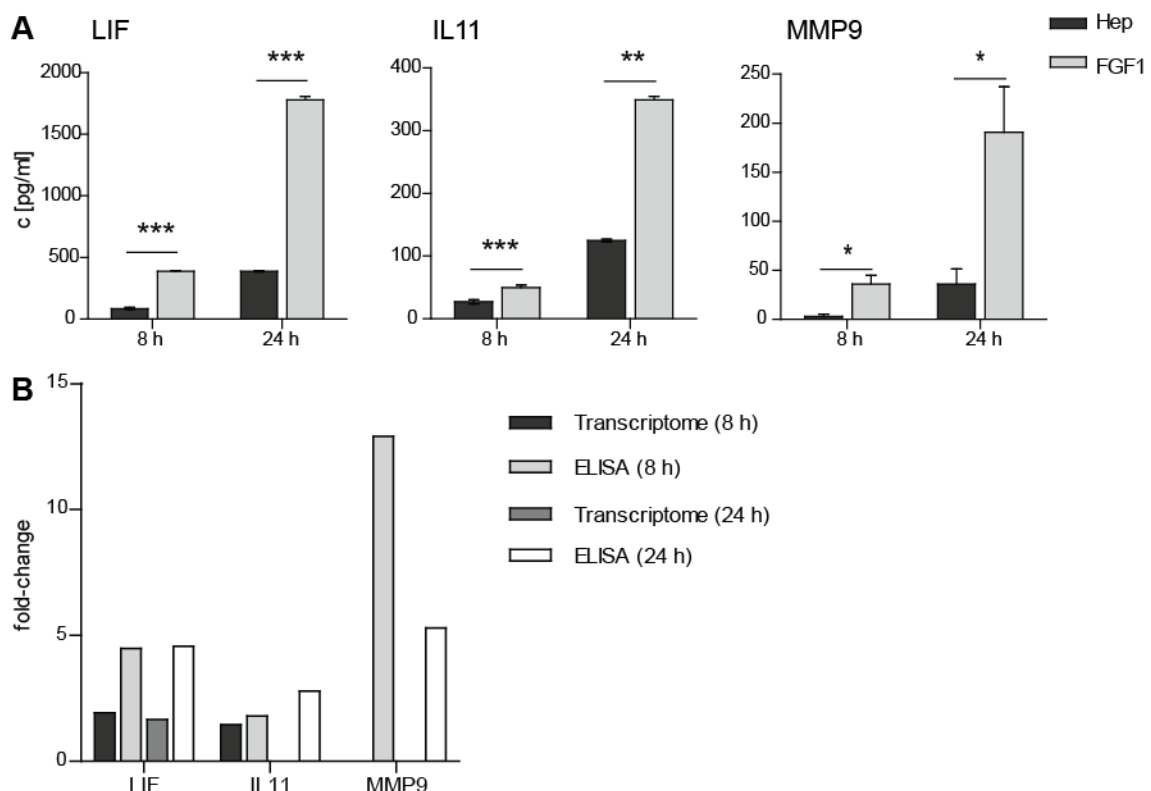 A
LIF
IL11
MMP9
Hep
FGF1
c [pg/ml]
2000
1500
1000
500
0
***
***
8 h
24 h
400
300
200
100
0
***
**
8 h
24 h
250
200
150
100
50
0
*
*
8 h
24 h
B
fold-change
15
10
5
0
LIF
IL11
MMP9
Transcriptome (8 h)
ELISA (8 h)
Transcriptome (24 h)
ELISA (24 h)